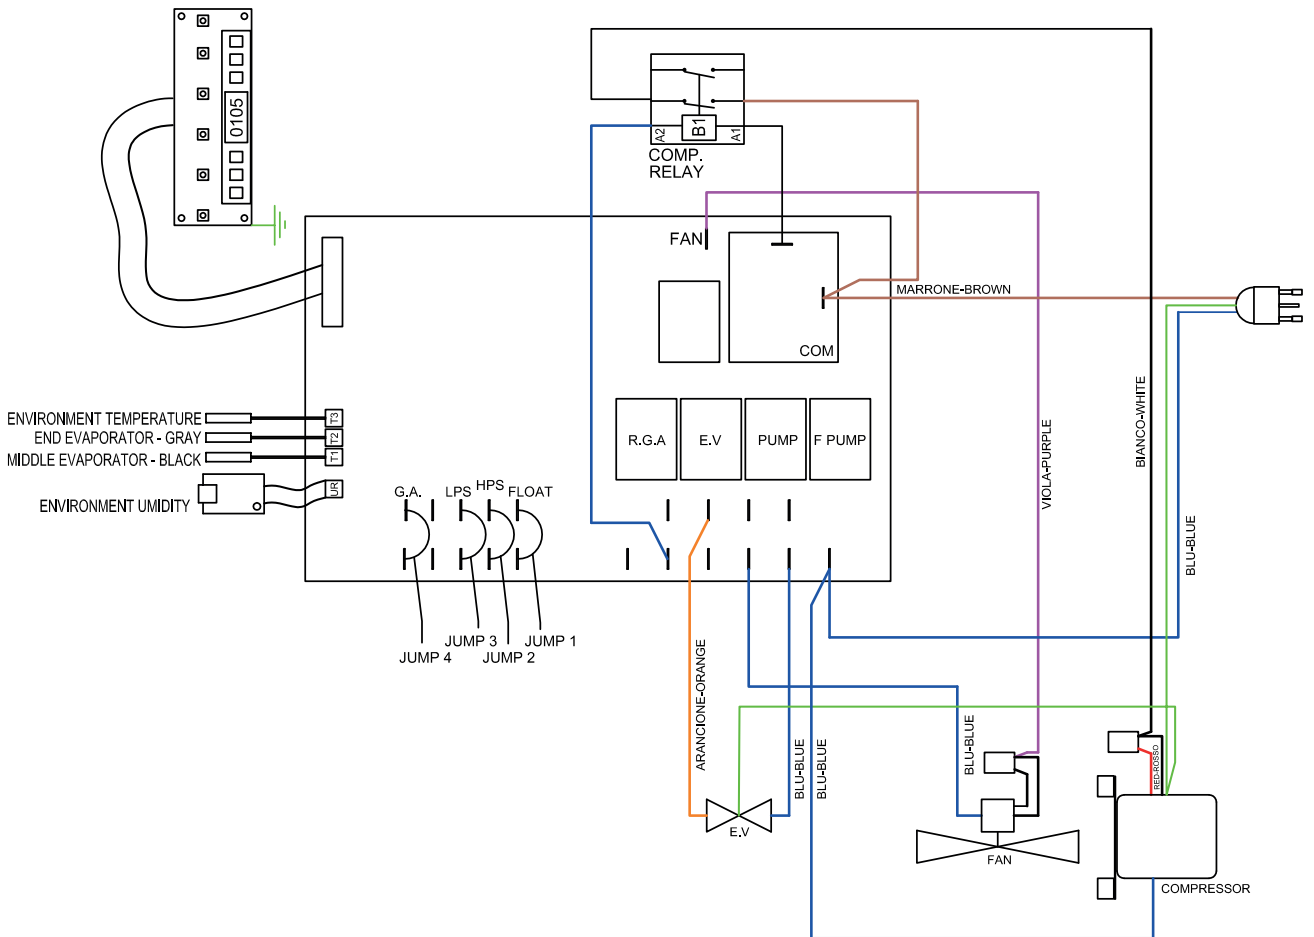 0105
B1
A2
A1
COMP.
RELAY
FAN
COM
MARRONE-BROWN
ENVIRONMENT TEMPERATURE
T3
END EVAPORATOR - GRAY
T2
MIDDLE EVAPORATOR - BLACK
T1
ENVIRONMENT UMIDITY
UR
R.G.A
E.V
PUMP
F PUMP
G.A.
LPS
HPS
FLOAT
JUMP 4
JUMP 3
JUMP 2
JUMP 1
VIOLA-PURPLE
BIANCO-WHITE
BLU-BLUE
ARANCIONE-ORANGE
BLU-BLUE
BLU-BLUE
BLU-BLUE
RED-ROSSO
E.V
FAN
COMPRESSOR